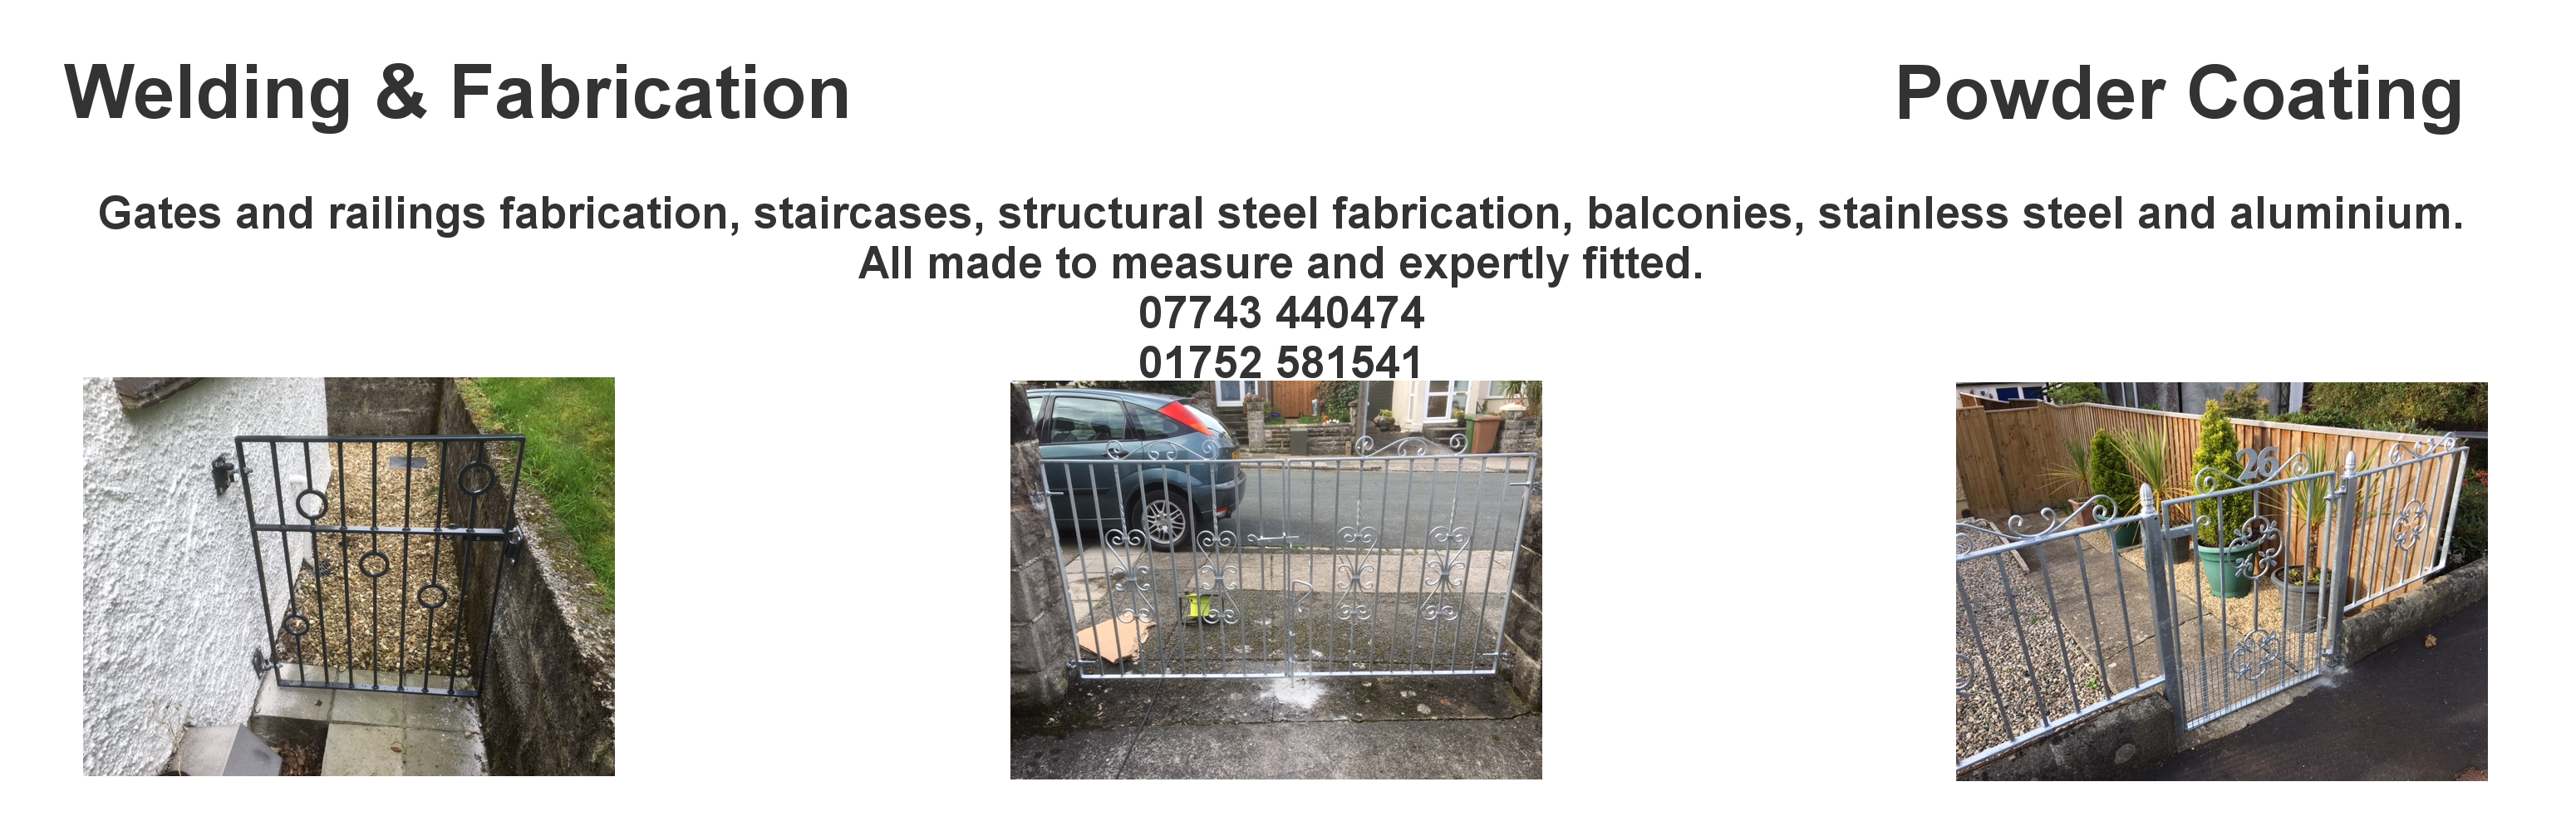 Welding & Fabrication
Powder Coating
Gates and railings fabrication, staircases, structural steel fabrication, balconies, stainless steel and aluminium.
All made to measure and expertly fitted.
07743 440474
01752 581541
26